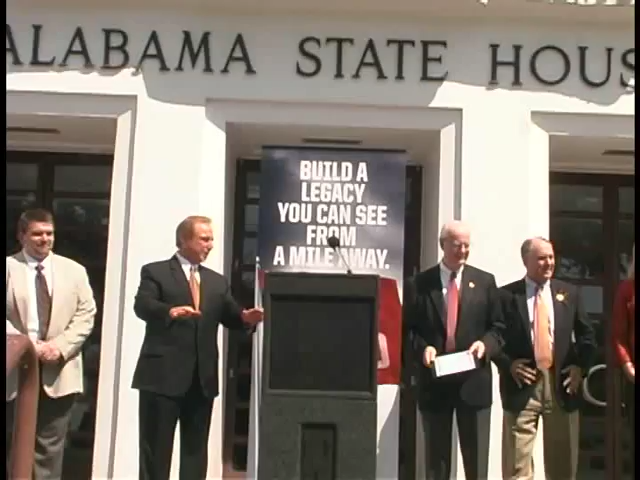 ALABAMA STATE HOUS
BUILD A
LEGACY
YOU CAN SEE
FROM
A MILE AWAY.